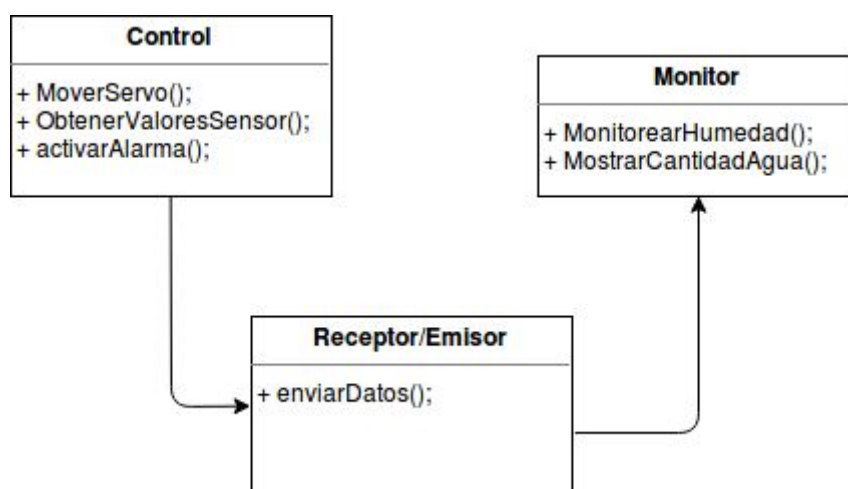 Control
+ MoverServo();
+ ObtenerValoresSensor();
+ activarAlarma();
Monitor
+ MonitorearHumedad();
+ MostrarCantidadAgua();
Receptor/Emisor
+ enviarDatos();